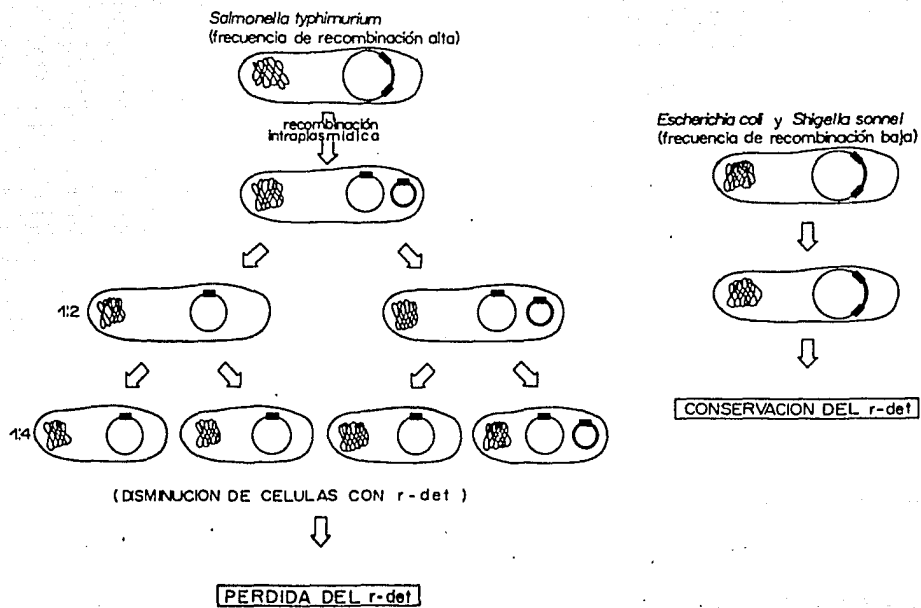 Salmonella typhimurium
(frecuencia de recombinación alta)
recombinación
intraplasmídica
1:2
1:4
(DISMINUCION DE CELULAS CON r-det )
PERDIDA DEL r-det
Escherichia coli y Shigella sonnei
(frecuencia de recombinación baja)
CONSERVACION DEL r-det